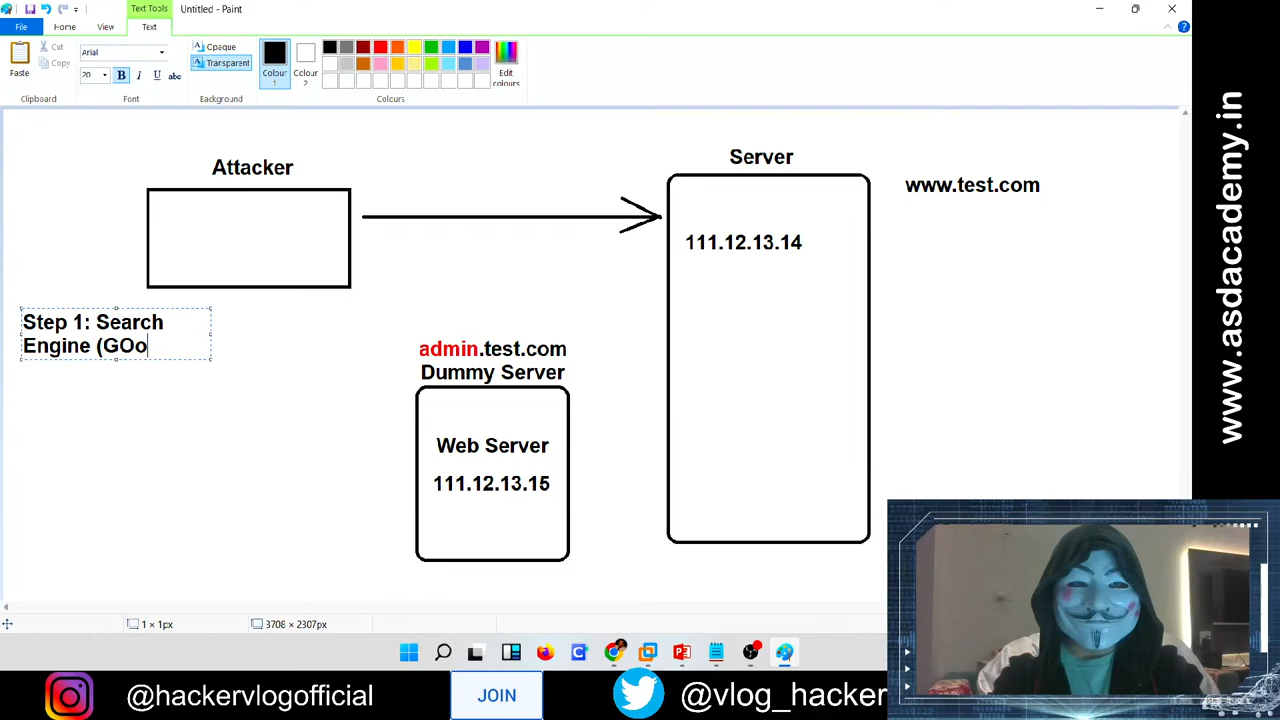 Text Tools
Untitled - Paint
File
Home
View
Text
Paste
Cut
Copy
Clipboard
Arial
20
B I U abc
Font
Opaque
Transparent
Background
Colour
1
Colour
2
Edit
colours
Colours
Attacker
Server
www.test.com
111.12.13.14
Step 1: Search
Engine (GOo
admin.test.com
Dummy Server
Web Server
111.12.13.15
1 × 1px
3708 × 2307px
www.asdacademy.in
@hackervlogofficial
JOIN
@vlog_hacker